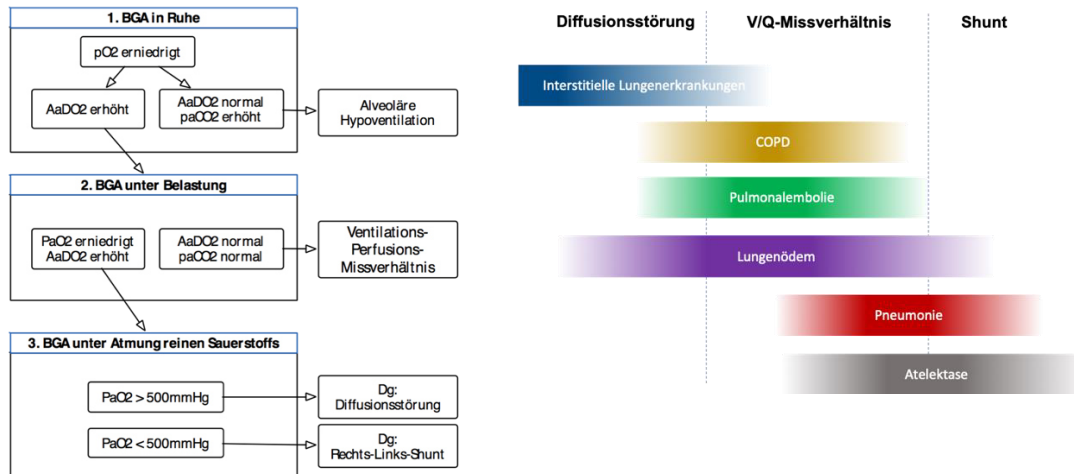 1. BGA in Ruhe
pO2 erniedrigt
AaDO2 erhöht
AaDO2 normal
paCO2 erhöht
Alveoläre
Hypoventilation
2. BGA unter Belastung
PaO2 erniedrigt
AaDO2 erhöht
AaDO2 normal
paCO2 normal
Ventilations-
Perfusions-
Missverhältnis
3. BGA unter Atmung reinen Sauerstoffs
PaO2 > 500mmHg
Dg:
Diffusionsstörung
PaO2 < 500mmHg
Dg:
Rechts-Links-Shunt
Diffusionsstörung
V/Q-Missverhältnis
Shunt
Interstitielle Lungenerkrankungen
COPD
Pulmonalembolie
Lungenödem
Pneumonie
Atelektase